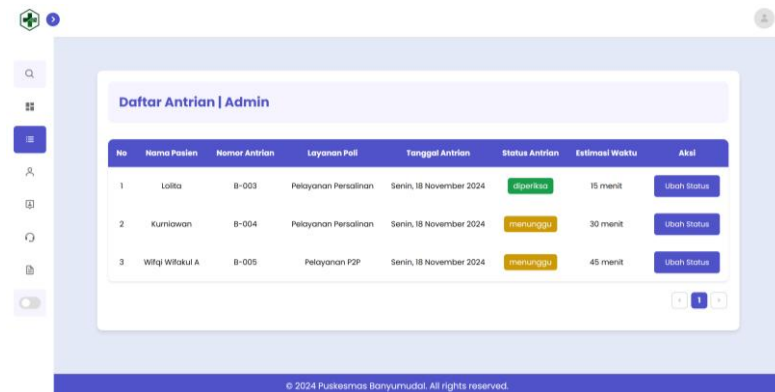 Daftar Antrian | Admin
No Nama Pasien Nomor Antrian Layanan Poli Tanggal Antrian Status Antrian Estimasi Waktu Aksi
1 Lolita B-003 Pelayanan Persalinan Senin, 18 November 2024 diperiksa 15 menit Ubah Status
2 Kurniawan B-004 Pelayanan Persalinan Senin, 18 November 2024 menunggu 30 menit Ubah Status
3 Wifqi Wifakul A B-005 Pelayanan P2P Senin, 18 November 2024 menunggu 45 menit Ubah Status
1
© 2024 Puskesmas Banyumudal. All rights reserved.